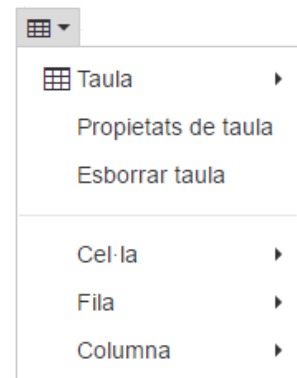 Taula
Propietats de taula
Esborrar taula
Cel·la
Fila
Columna